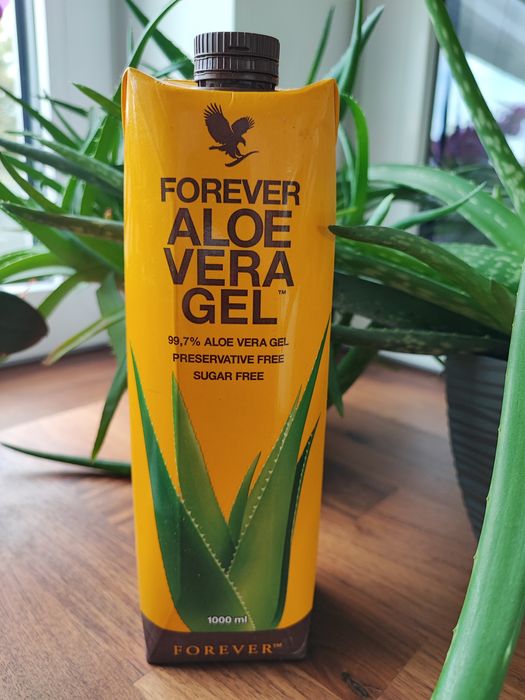 FOREVER
ALOE
VERA
GEL™
99,7% ALOE VERA GEL
PRESERVATIVE FREE
SUGAR FREE
1000 ml
FOREVER™